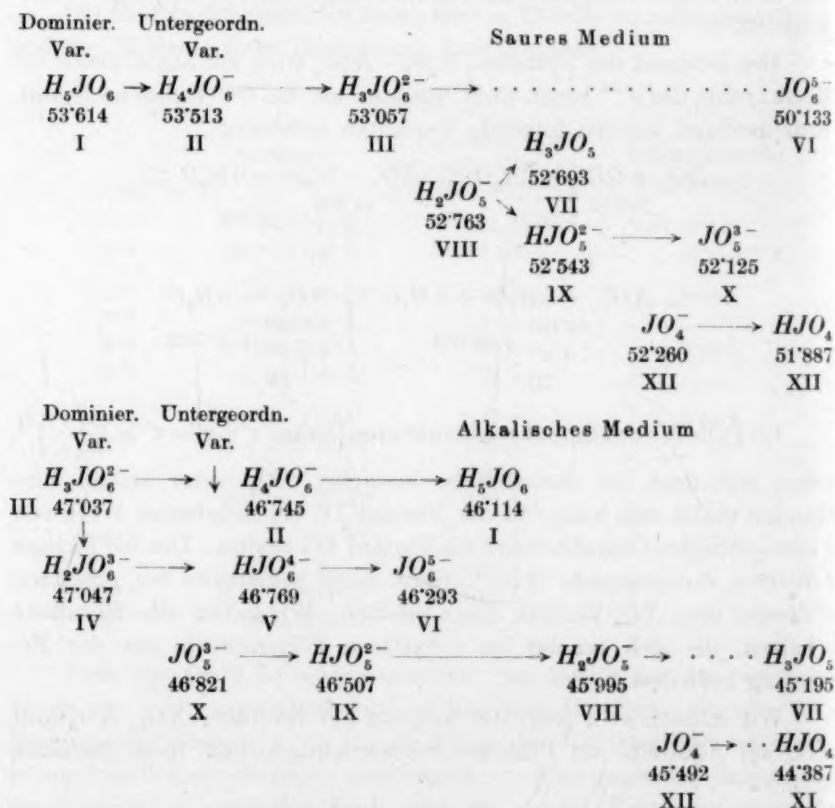 Dominier. Untergeordn. Saures Medium
Var. Var.
H₅JO₆ → H₄JO₆⁻ → H₃JO₆²⁻ → JO₆⁵⁻
53·614 53·513 53·057 50·133
I II III VI
H₃JO₅
52·693
H₂JO₅⁻ VII
52·763
VIII HJO₅²⁻ → JO₅³⁻
52·543 52·125
IX X
JO₄⁻ → HJO₄
52·260 51·887
XII XII
Dominier. Untergeordn. Alkalisches Medium
Var. Var.
H₃JO₆²⁻ → ↓ H₄JO₆⁻ → H₅JO₆
III 47·037 46·745 46·114
II I
H₂JO₆³⁻ → HJO₆⁴⁻ → JO₆⁵⁻
47·047 46·769 46·293
IV V VI
JO₅³⁻ → HJO₅²⁻ → H₂JO₅⁻ → H₃JO₅
46·821 46·507 45·995 45·195
X IX VIII VII
JO₄⁻ → HJO₄
45·492 44·387
XII XI